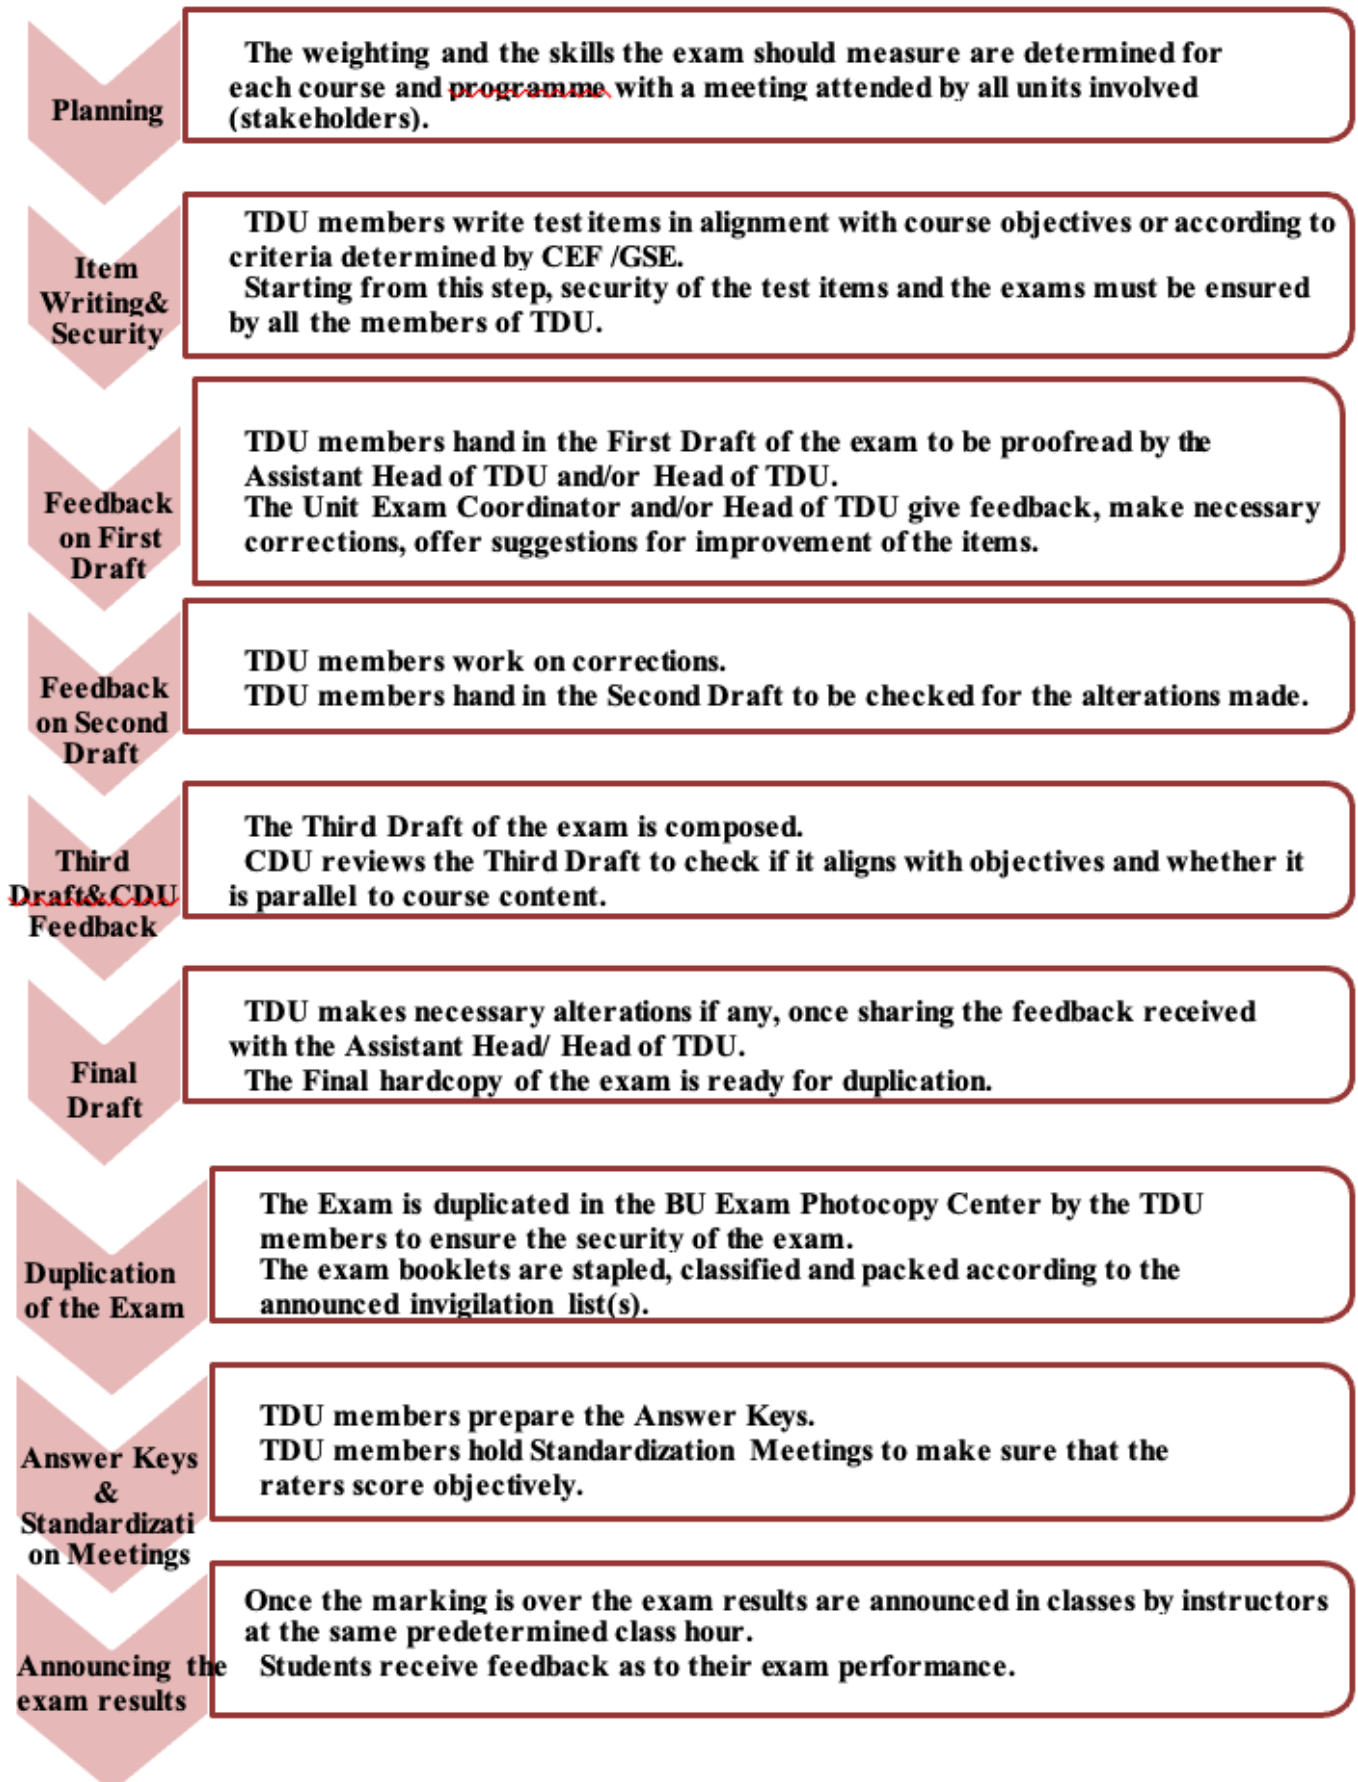 Planning
The weighting and the skills the exam should measure are determined for
each course and programme with a meeting attended by all units involved
(stakeholders).
Item
Writing&
Security
TDU members write test items in alignment with course objectives or according to
criteria determined by CEF /GSE.
Starting from this step, security of the test items and the exams must be ensured
by all the members of TDU.
Feedback
on First
Draft
TDU members hand in the First Draft of the exam to be proofread by the
Assistant Head of TDU and/or Head of TDU.
The Unit Exam Coordinator and/or Head of TDU give feedback, make necessary
corrections, offer suggestions for improvement of the items.
Feedback
on Second
Draft
TDU members work on corrections.
TDU members hand in the Second Draft to be checked for the alterations made.
Third
Draft&CDU
Feedback
The Third Draft of the exam is composed.
CDU reviews the Third Draft to check if it aligns with objectives and whether it
is parallel to course content.
Final
Draft
TDU makes necessary alterations if any, once sharing the feedback received
with the Assistant Head/ Head of TDU.
The Final hardcopy of the exam is ready for duplication.
Duplication
of the Exam
The Exam is duplicated in the BU Exam Photocopy Center by the TDU
members to ensure the security of the exam.
The exam booklets are stapled, classified and packed according to the
announced invigilation list(s).
Answer Keys
&
Standardizati
on Meetings
TDU members prepare the Answer Keys.
TDU members hold Standardization Meetings to make sure that the
raters score objectively.
Announcing the
exam results
Once the marking is over the exam results are announced in classes by instructors
at the same predetermined class hour.
Students receive feedback as to their exam performance.